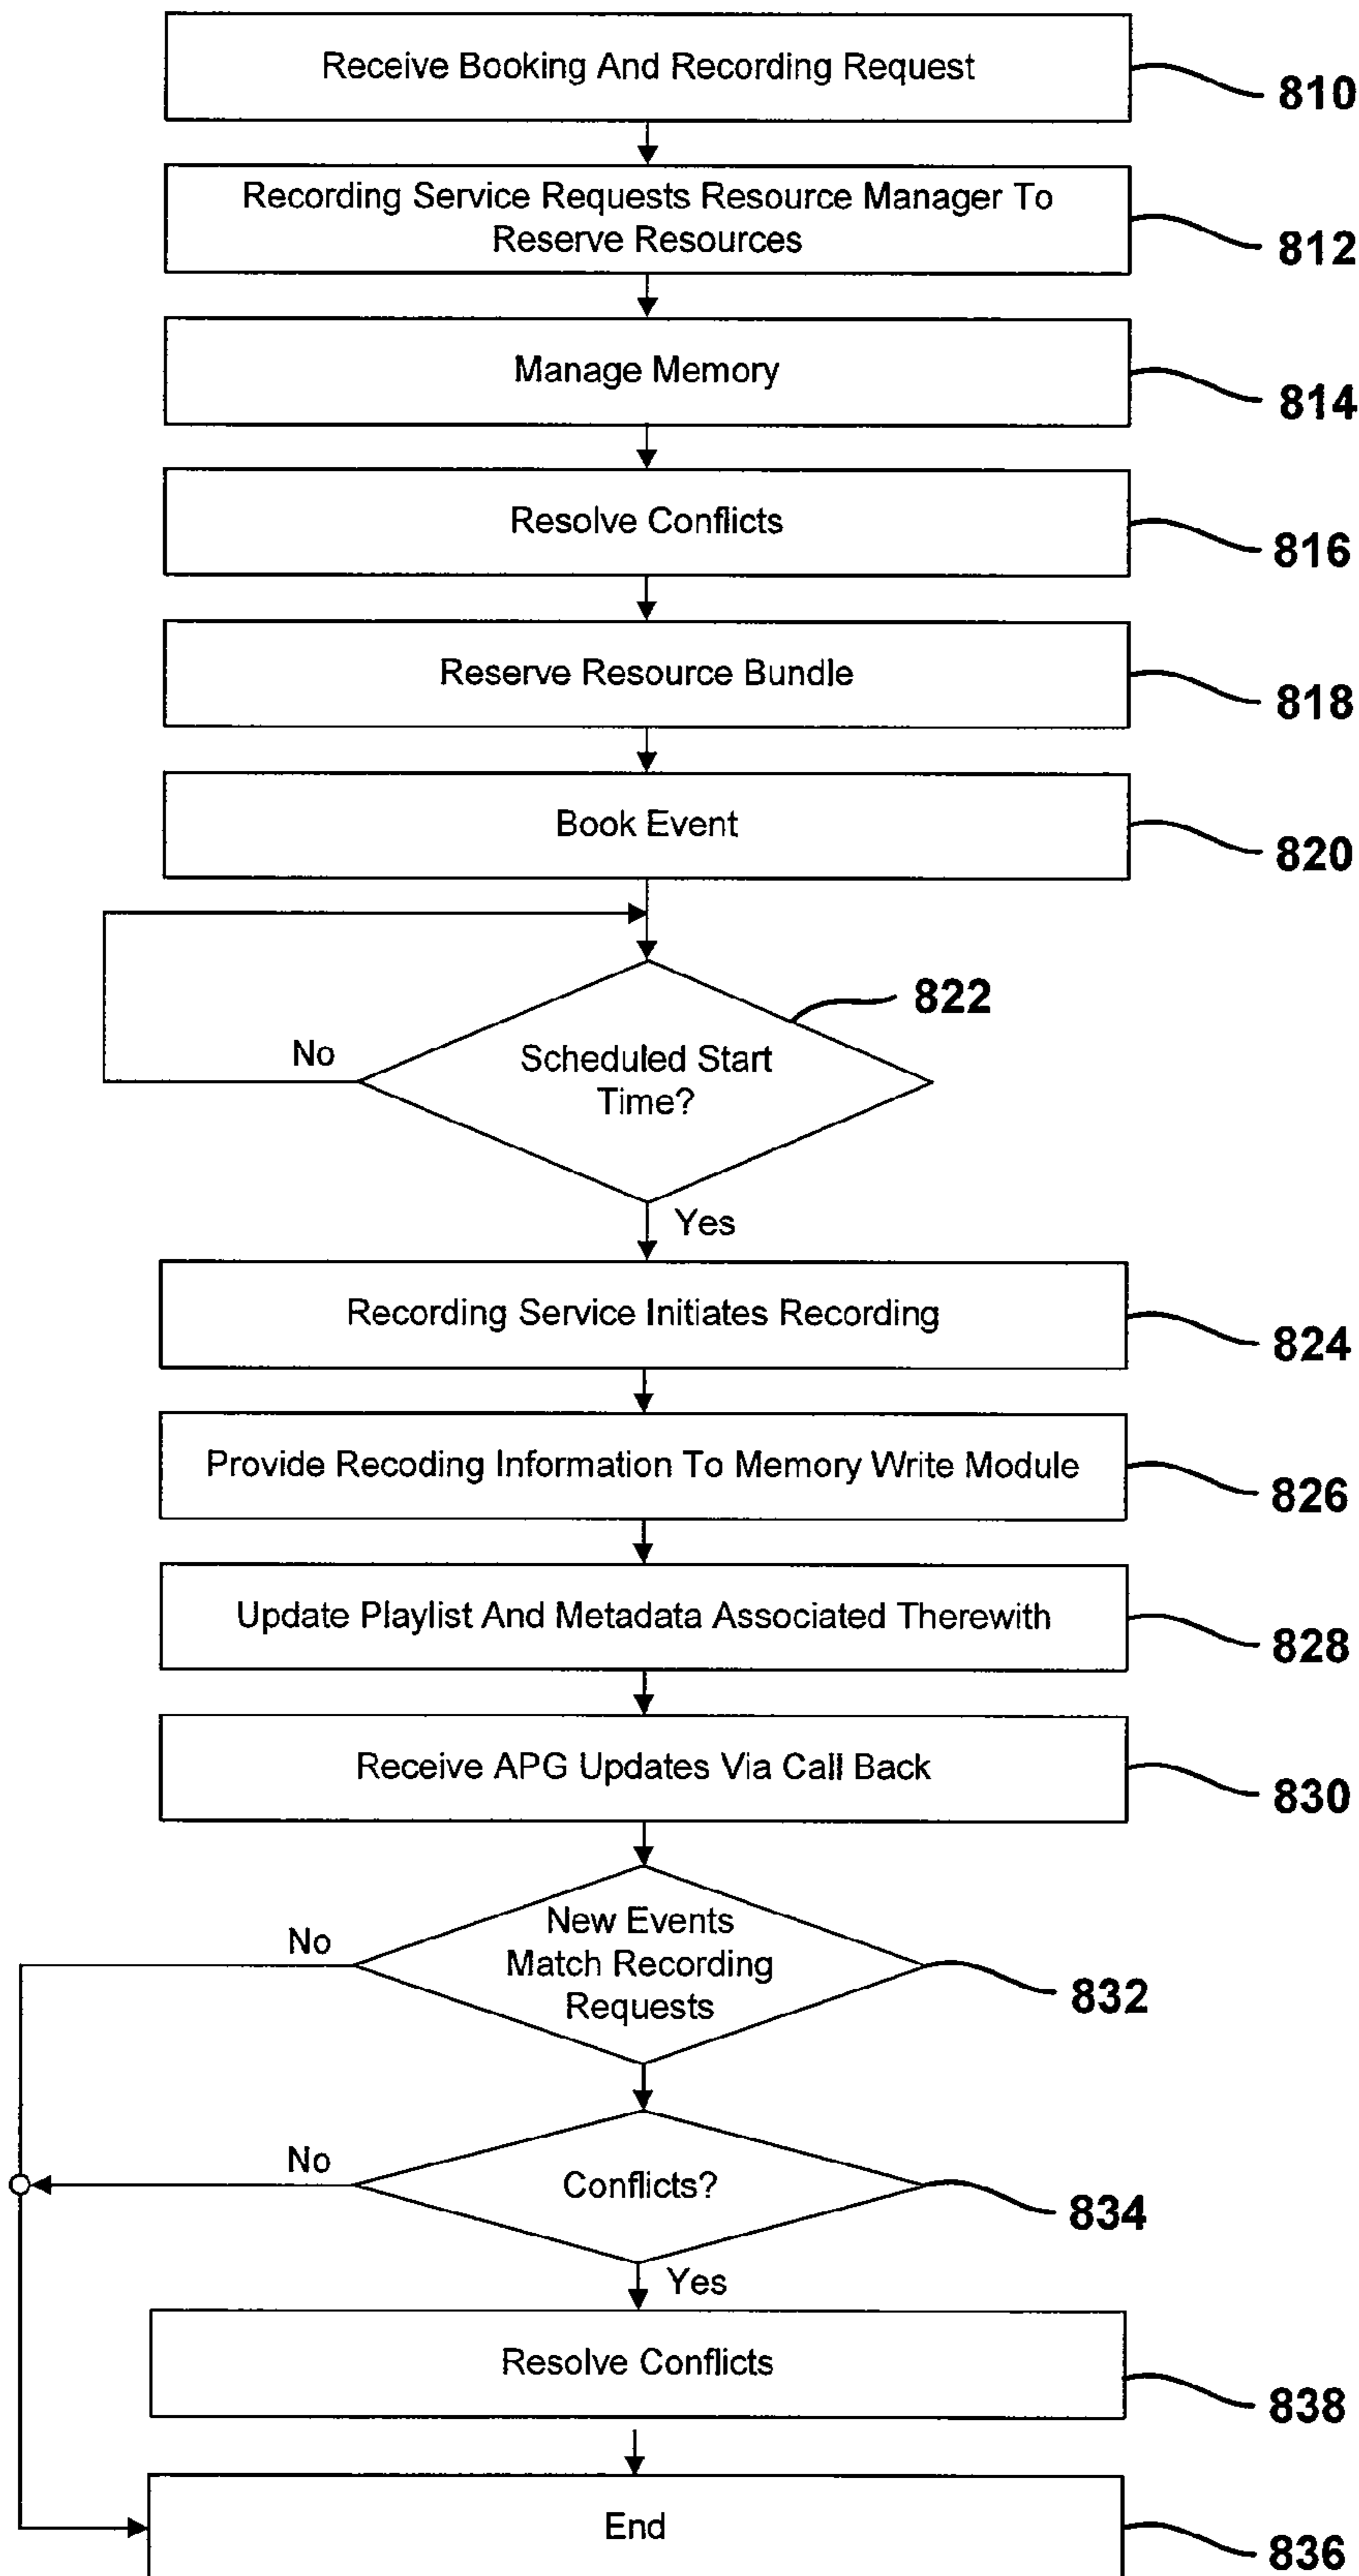 Receive Booking And Recording Request
810
Recording Service Requests Resource Manager To
Reserve Resources
812
Manage Memory
814
Resolve Conflicts
816
Reserve Resource Bundle
818
Book Event
820
822
No
Scheduled Start
Time?
Yes
Recording Service Initiates Recording
824
Provide Recoding Information To Memory Write Module
826
Update Playlist And Metadata Associated Therewith
828
Receive APG Updates Via Call Back
830
No
New Events
Match Recording
Requests
832
No
Conflicts?
834
Yes
Resolve Conflicts
838
End
836